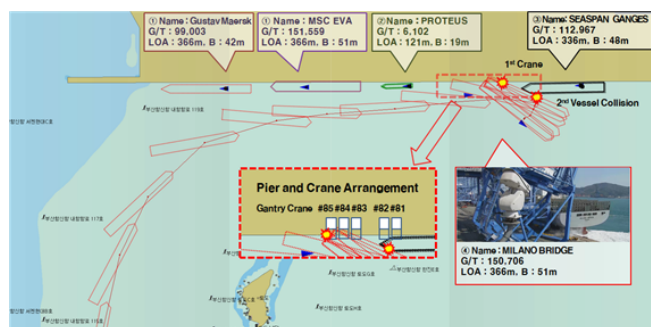 ① Name: Gustav Maersk
G/T : 99.003
LOA : 366m. B : 42m
① Name: MSC EVA
G/T : 151.559
LOA : 366m. B : 51m
② Name: PROTEUS
G/T : 6.102
LOA : 121m. B : 19m
③ Name: SEASPAN GANGES
G/T : 112,967
LOA : 336m. B : 48m
1st Crane
2nd Vessel Collision
Pier and Crane Arrangement
Gantry Crane #85 #84 #83 #82 #81
④ Name: MILANO BRIDGE
G/T : 150.706
LOA : 366m. B : 51m